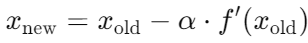 x_new = x_old − α · f′(x_old)